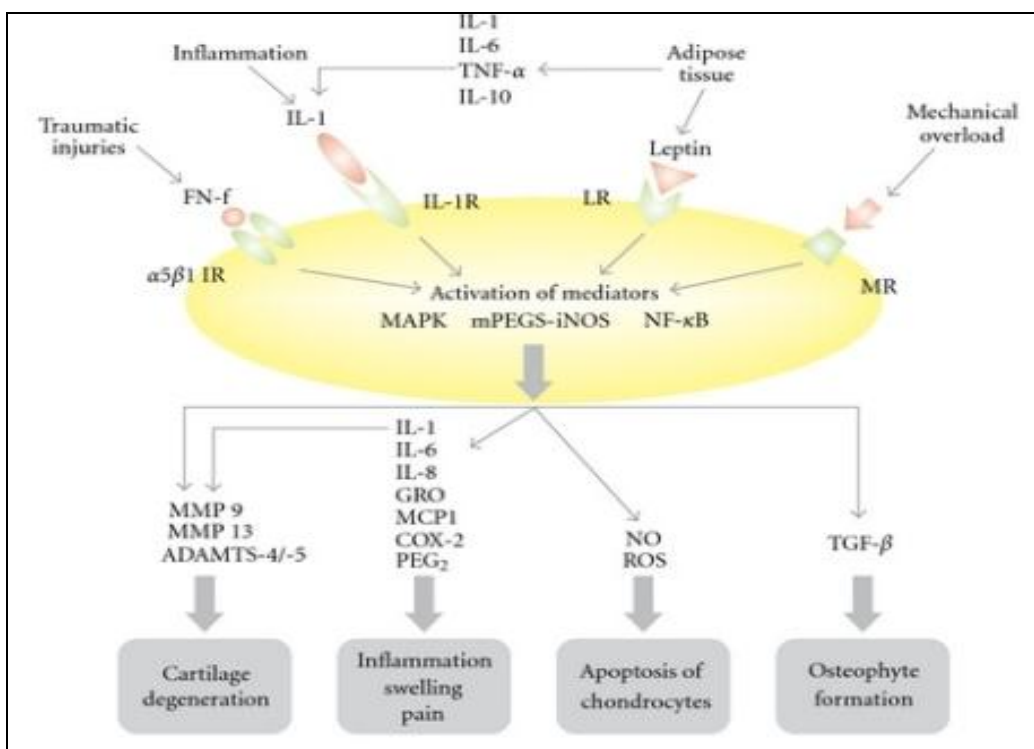 IL-1
IL-6
TNF-α
IL-10
Inflammation
Adipose
tissue
IL-1
Traumatic
injuries
Leptin
Mechanical
overload
FN-f
IL-1R
LR
α5β1 IR
MR
Activation of mediators
MAPK mPEGS-iNOS NF-κB
IL-1
IL-6
IL-8
GRO
MCP1
COX-2
PEG₂
MMP 9
MMP 13
ADAMTS-4/-5
NO
ROS
TGF-β
Cartilage
degeneration
Inflammation
swelling
pain
Apoptosis of
chondrocytes
Osteophyte
formation